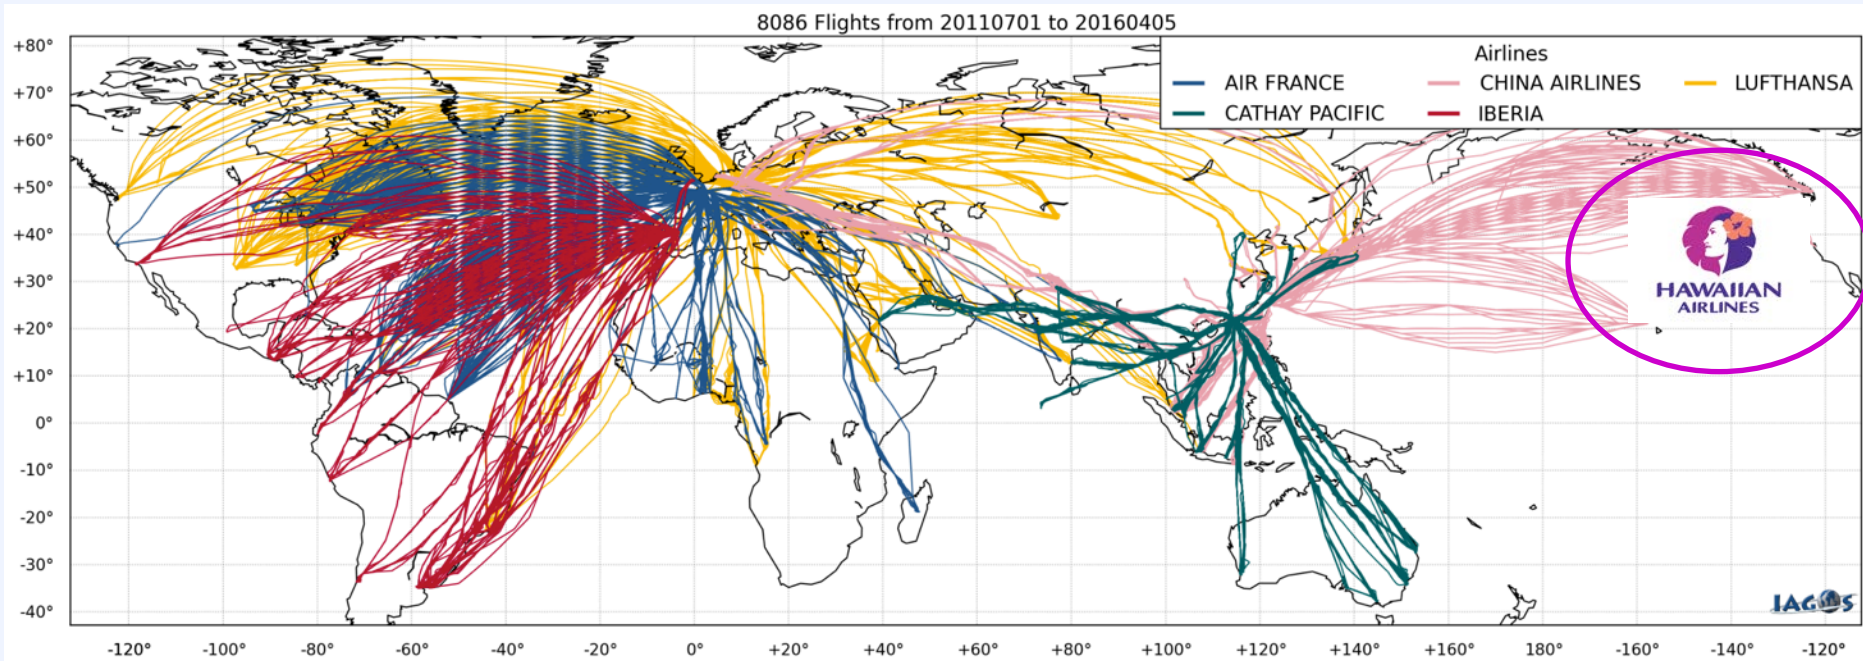 8086 Flights from 20110701 to 20160405
Airlines
AIR FRANCE CHINA AIRLINES LUFTHANSA
CATHAY PACIFIC IBERIA
+80°
+70°
+60°
+50°
+40°
+30°
+20°
+10°
0°
-10°
-20°
-30°
-40°
HAWAIIAN
AIRLINES
IAGOS
-120° -100° -80° -60° -40° -20° 0° +20° +40° +60° +80° +100° +120° +140° +160° 180° -160° -140° -120°